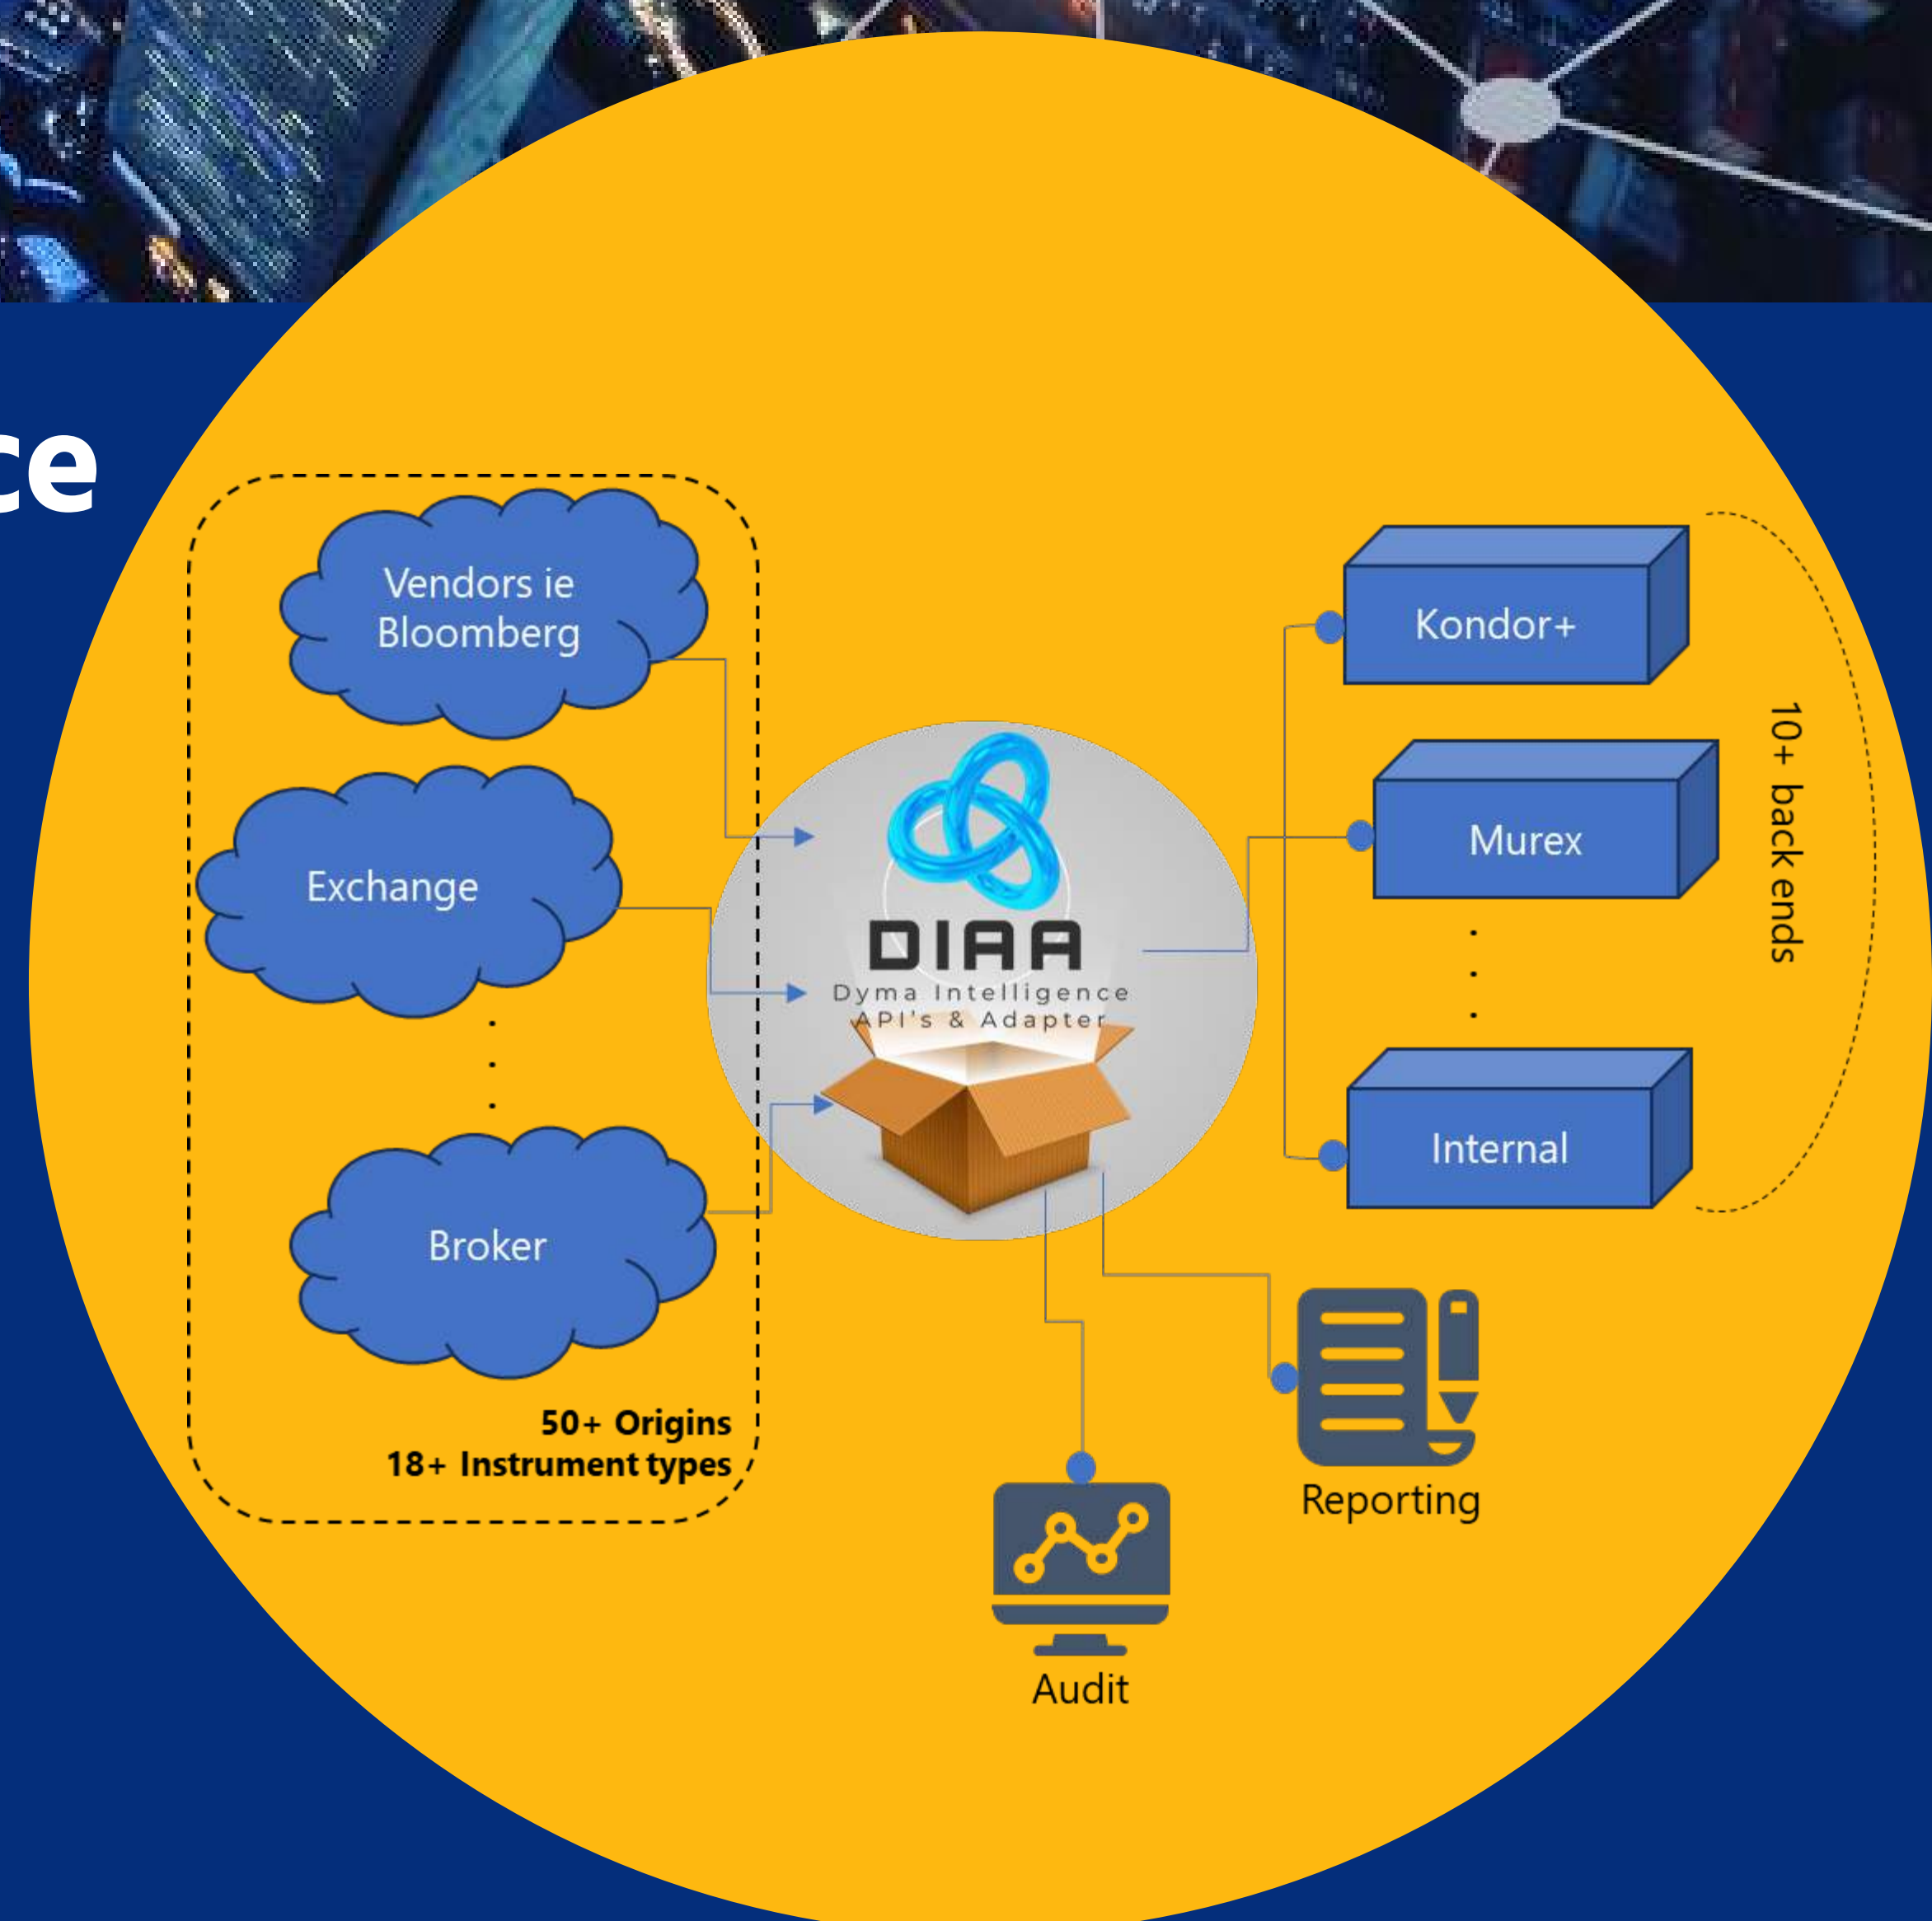 ce
Vendors ie
Bloomberg
Exchange
Broker
50+ Origins
18+ Instrument types
DIAA
Dyma Intelligence
API's & Adapter
Kondor+
Murex
Internal
10+ back ends
Reporting
Audit